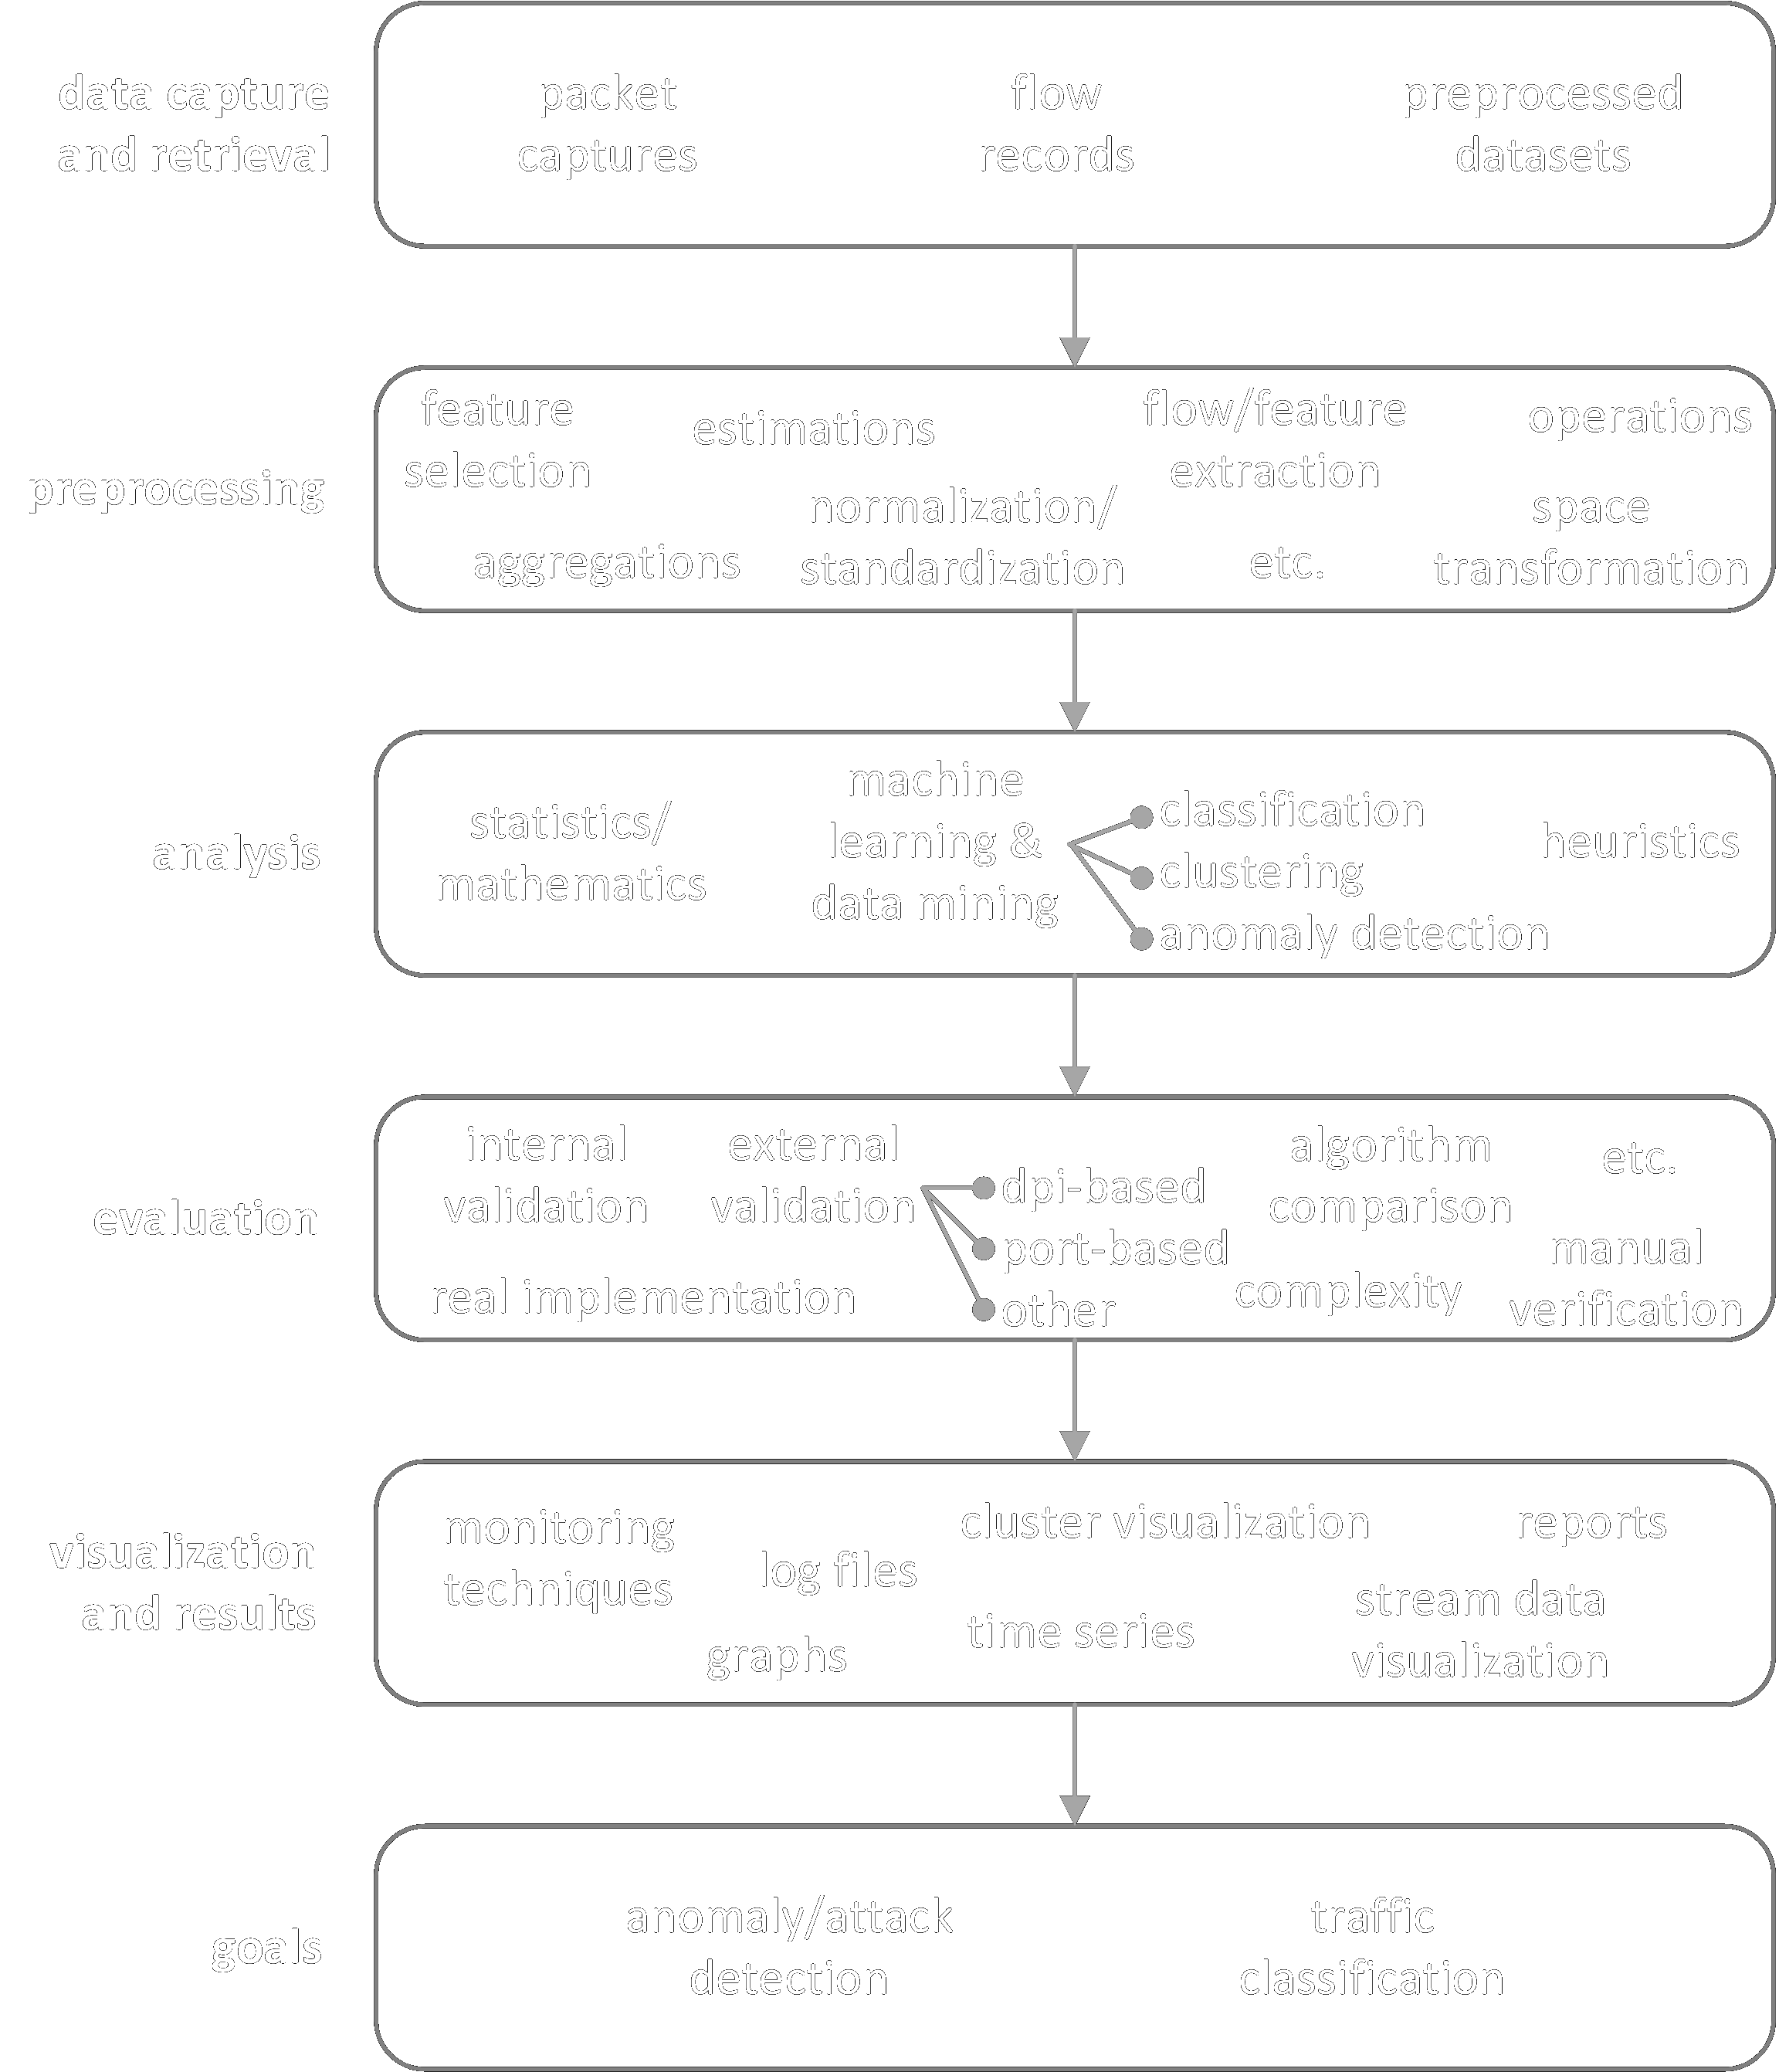 data capture
and retrieval
packet
captures
flow
records
preprocessed
datasets
preprocessing
feature
selection
estimations
flow/feature
extraction
operations
aggregations
normalization/
standardization
etc.
space
transformation
analysis
statistics/
mathematics
machine
learning &
data mining
classification
clustering
anomaly detection
heuristics
evaluation
internal
validation
external
validation
dpi-based
port-based
other
algorithm
comparison
etc.
real implementation
complexity
manual
verification
visualization
and results
monitoring
techniques
log files
graphs
cluster visualization
time series
reports
stream data
visualization
goals
anomaly/attack
detection
traffic
classification